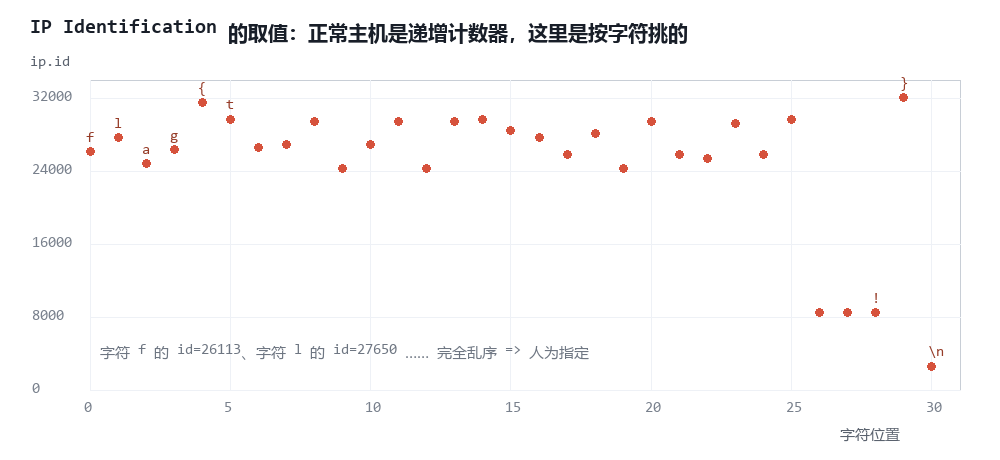 IP Identification 的取值：正常主机是递增计数器，这里是按字符挑的
ip.id
32000
24000
16000
8000
0
f
l
a
g
{
t
!
}
\n
字符 f 的 id=26113、字符 l 的 id=27650 …… 完全乱序 => 人为指定
0
5
10
15
20
25
30
字符位置